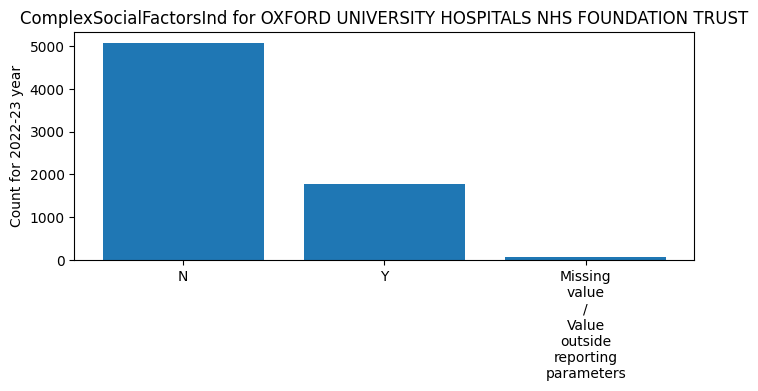 ComplexSocialFactorsInd for OXFORD UNIVERSITY HOSPITALS NHS FOUNDATION TRUST
Count for 2022-23 year
5000
4000
3000
2000
1000
0
N
Y
Missing
value
/
Value
outside
reporting
parameters